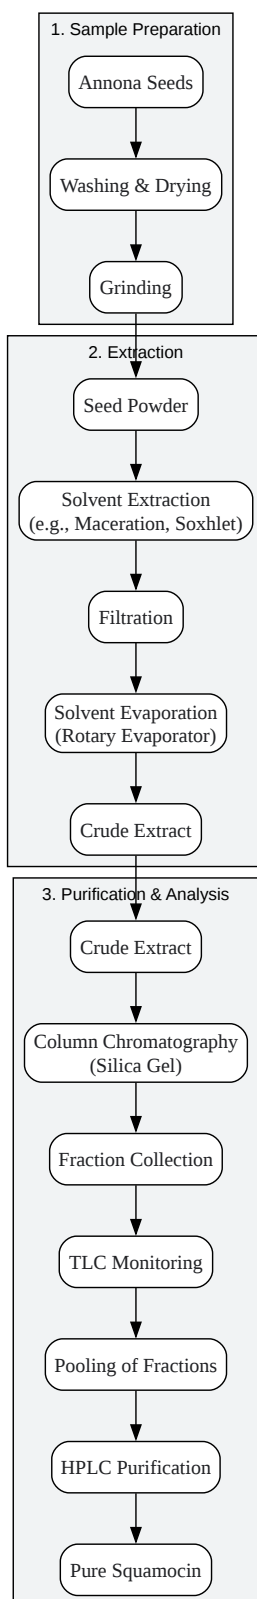 1. Sample Preparation
Annona Seeds
Washing & Drying
Grinding
2. Extraction
Seed Powder
Solvent Extraction
(e.g., Maceration, Soxhlet)
Filtration
Solvent Evaporation
(Rotary Evaporator)
Crude Extract
3. Purification & Analysis
Crude Extract
Column Chromatography
(Silica Gel)
Fraction Collection
TLC Monitoring
Pooling of Fractions
HPLC Purification
Pure Squamocin